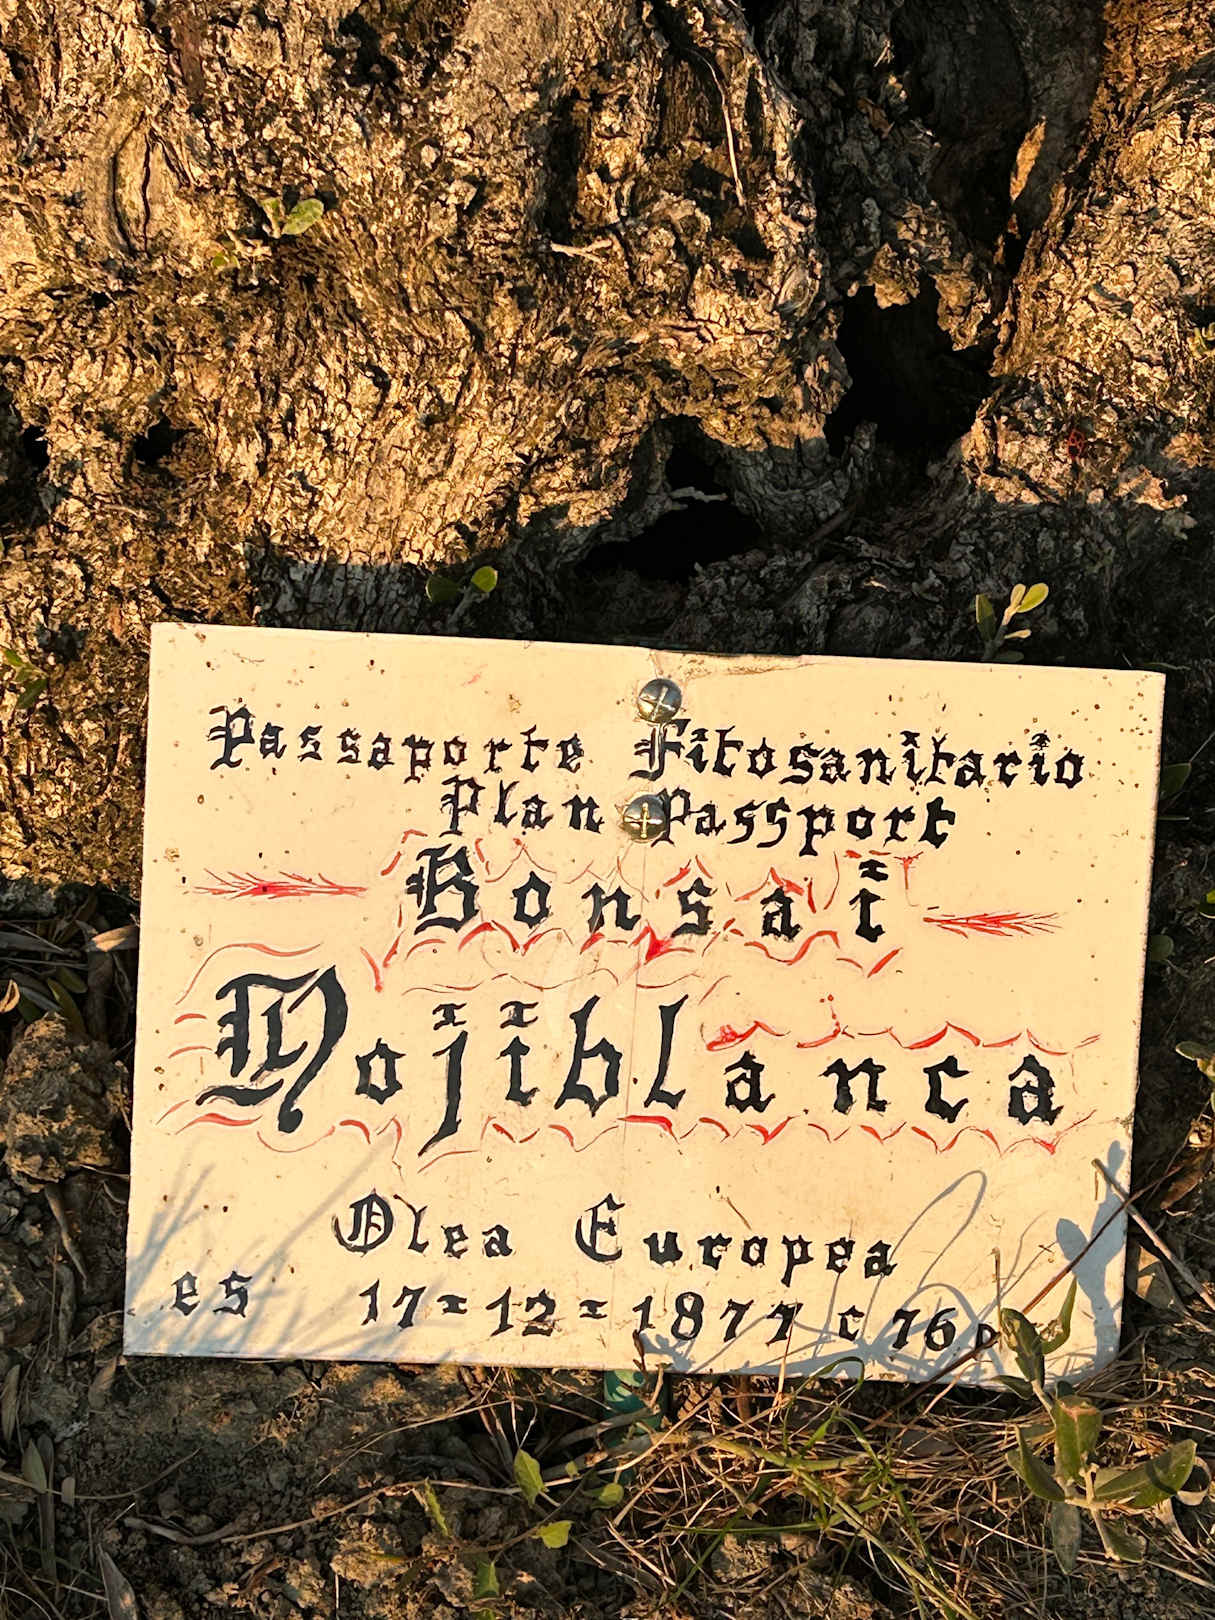 Passaporte Fitosanitario
Plan Passport
Bonsai
Hojiblanca
Olea Europea
es 17-12-1877 c 76 p